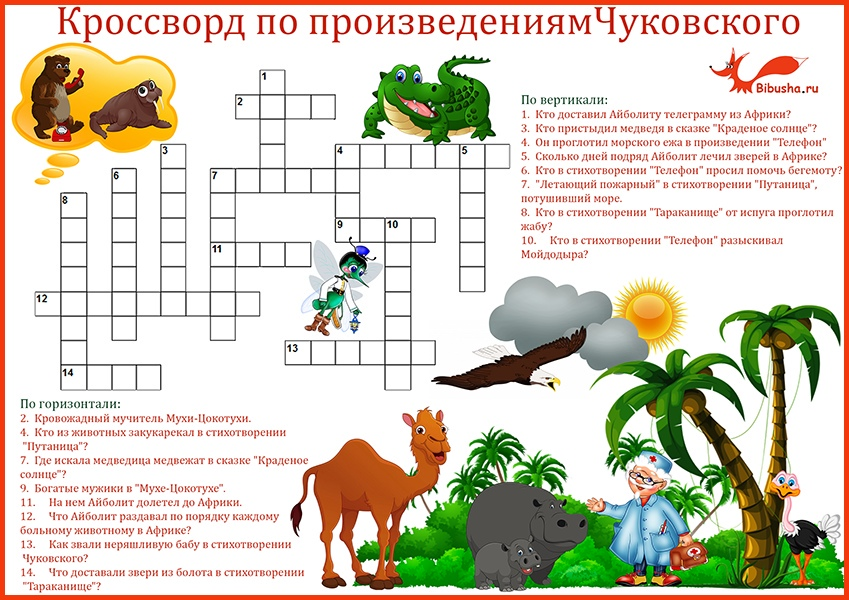 Кроссворд по произведениямЧуковского
Bibusha.ru
По вертикали:
1. Кто доставил Айболиту телеграмму из Африки?
3. Кто пристыдил медведя в сказке "Краденое солнце"?
4. Он проглотил морского ежа в произведении "Телефон"
5. Сколько дней подряд Айболит лечил зверей в Африке?
6. Кто в стихотворении "Телефон" просил помочь бегемоту?
7. "Летающий пожарный" в стихотворении "Путаница",
потушивший море.
8. Кто в стихотворении "Тараканище" от испуга проглотил
жабу?
10. Кто в стихотворении "Телефон" разыскивал
Мойдодыра?
1
2
3
4
5
6
7
8
9
10
11
12
13
14
По горизонтали:
2. Кровожадный мучитель Мухи-Цокотухи.
4. Кто из животных закукарекал в стихотворении
"Путаница"?
7. Где искала медведица медвежат в сказке "Краденое
солнце"?
9. Богатые мужики в "Мухе-Цокотухе".
11. На нем Айболит долетел до Африки.
12. Что Айболит раздавал по порядку каждому
больному животному в Африке?
13. Как звали неряшливую бабу в стихотворении
Чуковского?
14. Что доставали звери из болота в стихотворении
"Тараканище"?